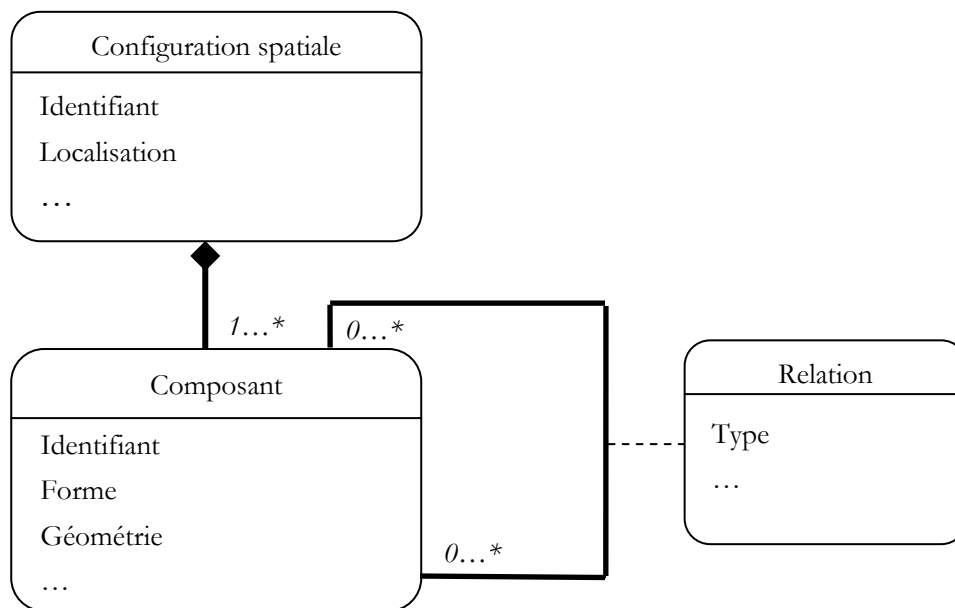 Configuration spatiale
Identifiant
Localisation
…
1…*
0…*
Composant
Identifiant
Forme
Géométrie
…
0…*
Relation
Type
…